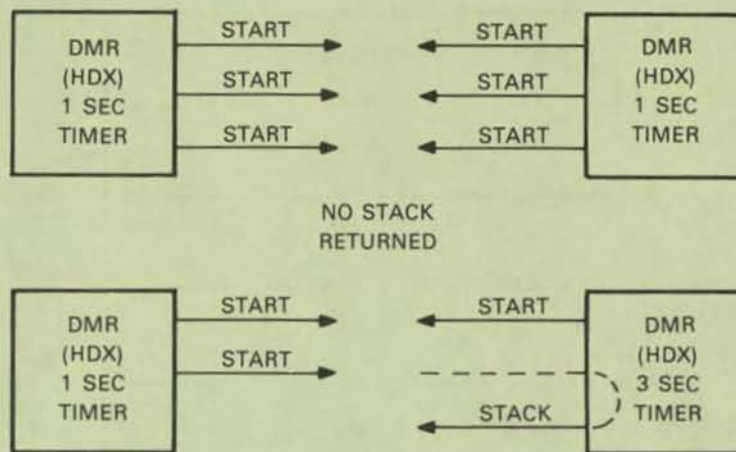 START START
DMR DMR
(HDX) START START (HDX)
1 SEC 1 SEC
TIMER START START TIMER
NO STACK
RETURNED
START START
DMR DMR
(HDX) START (HDX)
1 SEC 3 SEC
TIMER STACK TIMER